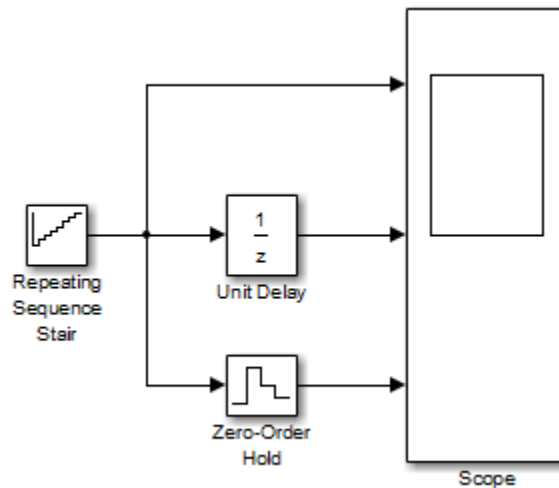 Repeating
Sequence
Stair
1
z
Unit Delay
Zero-Order
Hold
Scope